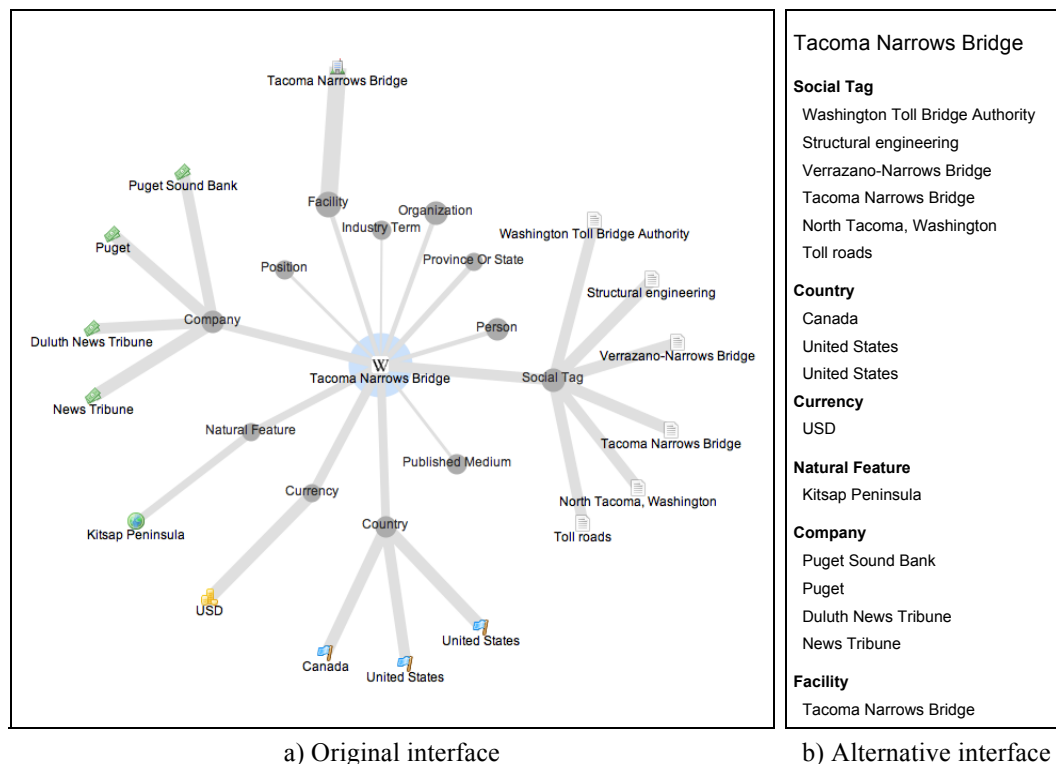 Tacoma Narrows Bridge
Puget Sound Bank
Facility
Organization
Industry Term
Washington Toll Bridge Authority
Puget
Position
Province Or State
Structural engineering
Company
Person
Duluth News Tribune
Verrazano-Narrows Bridge
W
Tacoma Narrows Bridge
Social Tag
News Tribune
Natural Feature
Published Medium
Tacoma Narrows Bridge
Currency
North Tacoma, Washington
Kitsap Peninsula
Country
Toll roads
USD
United States
Canada
United States
a) Original interface
Tacoma Narrows Bridge
Social Tag
Washington Toll Bridge Authority
Structural engineering
Verrazano-Narrows Bridge
Tacoma Narrows Bridge
North Tacoma, Washington
Toll roads
Country
Canada
United States
United States
Currency
USD
Natural Feature
Kitsap Peninsula
Company
Puget Sound Bank
Puget
Duluth News Tribune
News Tribune
Facility
Tacoma Narrows Bridge
b) Alternative interface